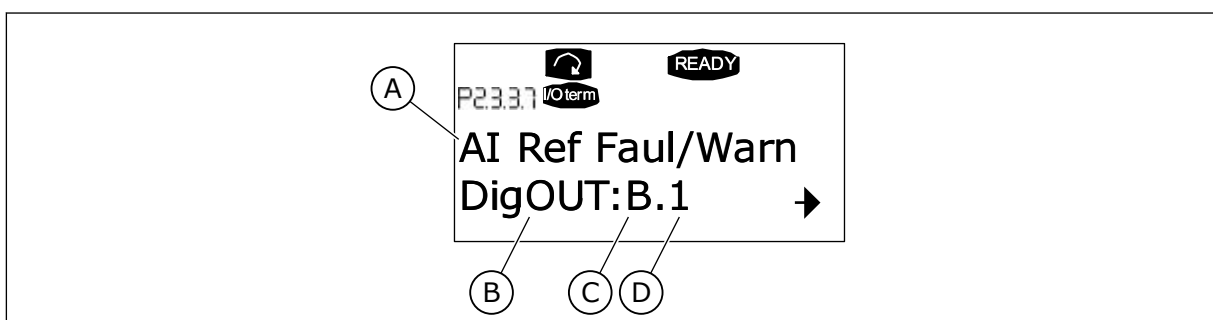 READY
A
P2.3.3.7 I/O term
AI Ref Faul/Warn
DigOUT:B.1
B C D